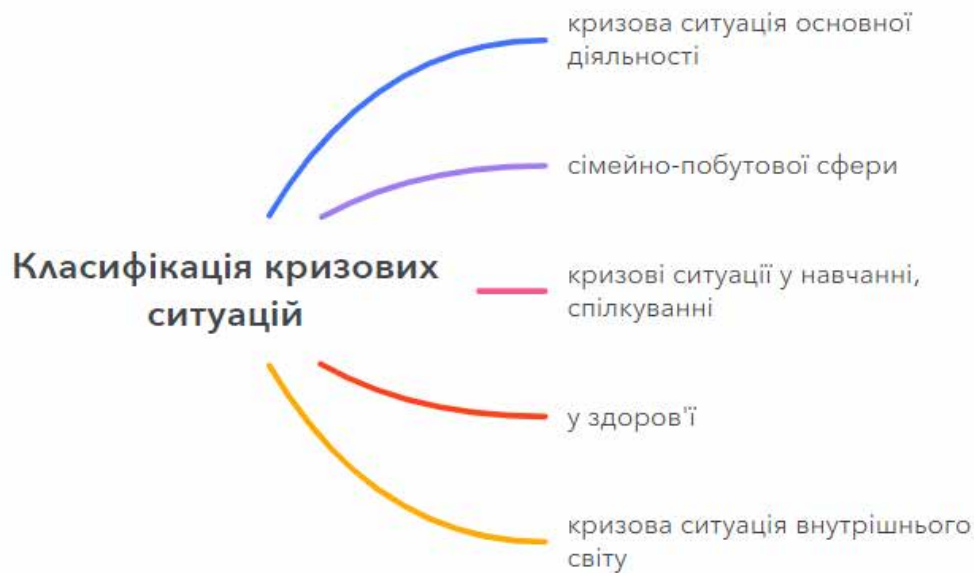 кризова ситуація основної
діяльності
сімейно-побутової сфери
Класифікація кризових
ситуацій
кризові ситуації у навчанні,
спілкуванні
у здоров'ї
кризова ситуація внутрішнього
світу